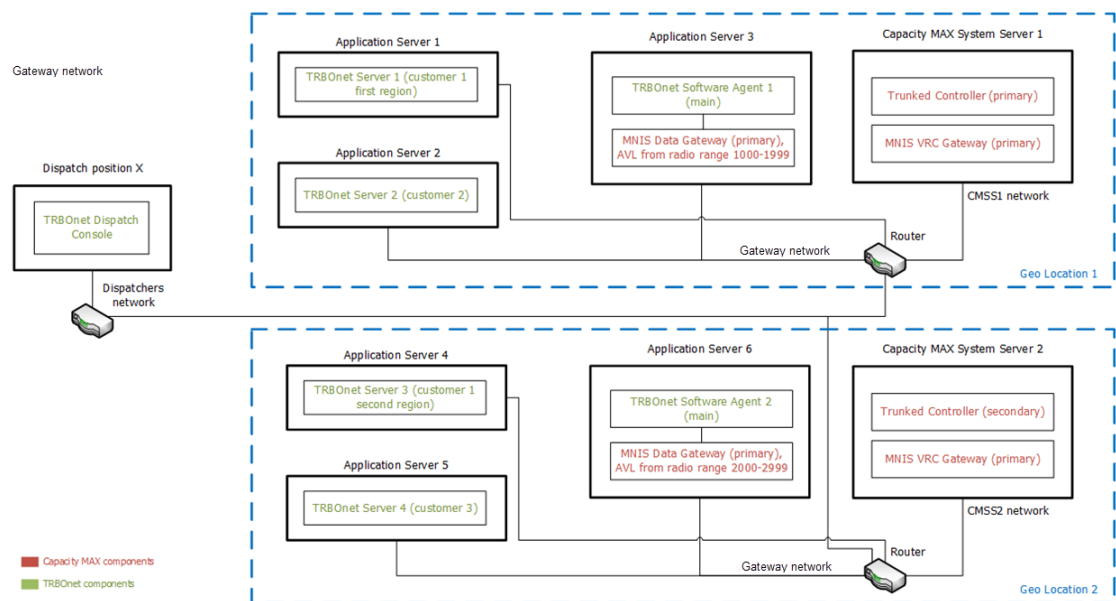 Gateway network
Dispatch position X
TRBOnet Dispatch
Console
Dispatchers
network
Application Server 1
TRBOnet Server 1 (customer 1
first region)
Application Server 2
TRBOnet Server 2 (customer 2)
Application Server 3
TRBOnet Software Agent 1
(main)
MNIS Data Gateway (primary),
AVL from radio range 1000-1999
Capacity MAX System Server 1
Trunked Controller (primary)
MNIS VRC Gateway (primary)
CMSS1 network
Router
Gateway network
Geo Location 1
Application Server 4
TRBOnet Server 3 (customer 1
second region)
Application Server 5
TRBOnet Server 4 (customer 3)
Application Server 6
TRBOnet Software Agent 2
(main)
MNIS Data Gateway (primary),
AVL from radio range 2000-2999
Capacity MAX System Server 2
Trunked Controller (secondary)
MNIS VRC Gateway (primary)
CMSS2 network
Router
Gateway network
Geo Location 2
Capacity MAX components
TRBOnet components